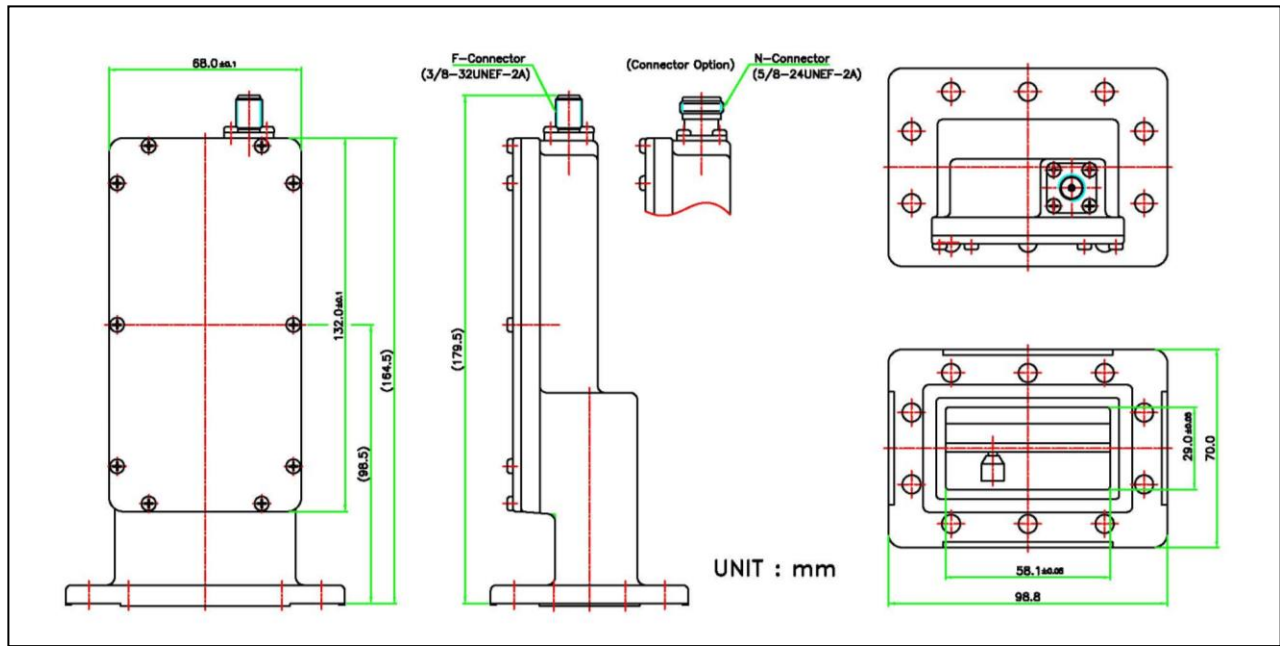 68.0±0.1
F-Connector
(3/8-32UNEF-2A)
(Connector Option)
N-Connector
(5/8-24UNEF-2A)
132.0±0.1
(164.5)
(98.5)
(179.5)
UNIT : mm
29.0±0.05
70.0
58.1±0.05
98.8